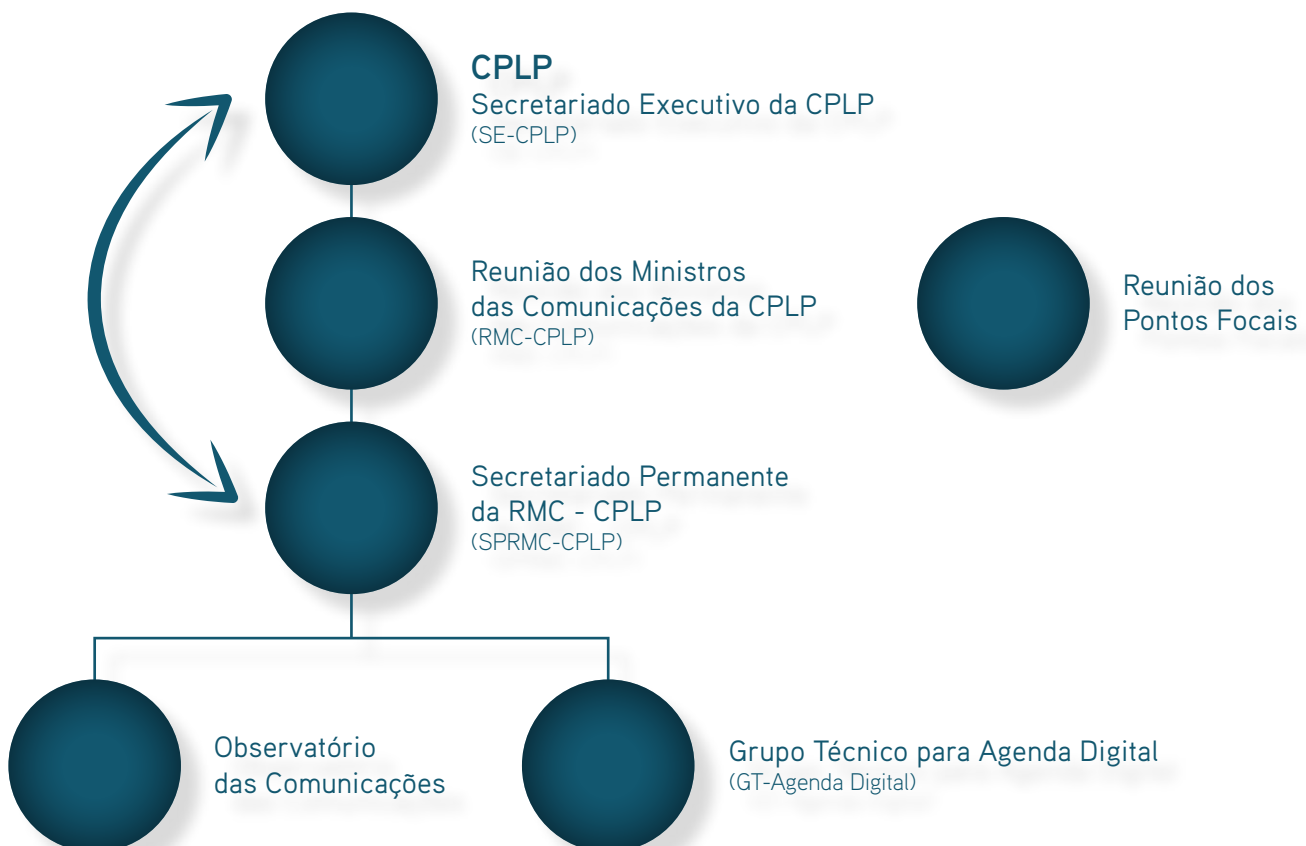 CPLP
Secretariado Executivo da CPLP
(SE-CPLP)
Reunião dos Ministros
das Comunicações da CPLP
(RMC-CPLP)
Reunião dos
Pontos Focais
Secretariado Permanente
da RMC - CPLP
(SPRMC-CPLP)
Observatório
das Comunicações
Grupo Técnico para Agenda Digital
(GT-Agenda Digital)